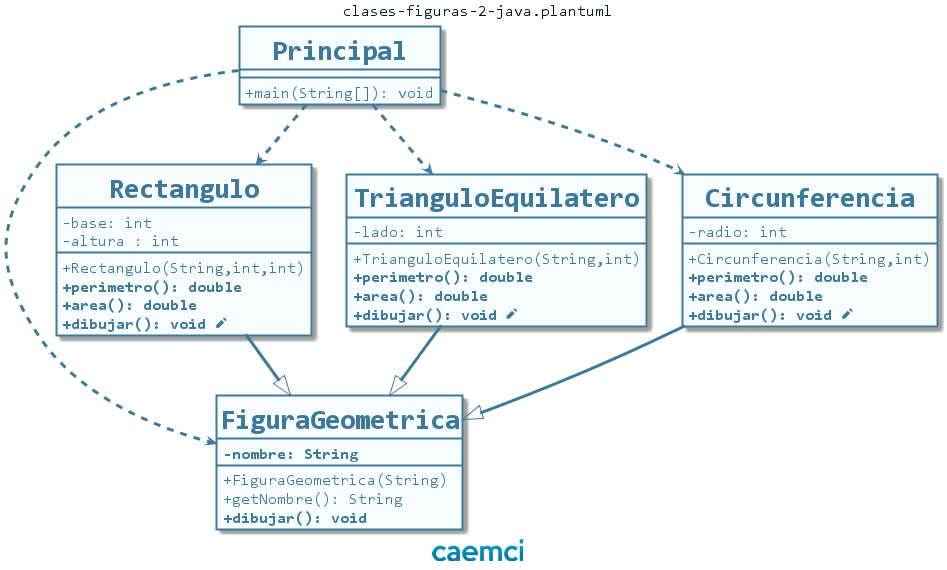 clases-figuras-2-java.plantuml
Principal
+main(String[]): void
Rectangulo
-base: int
-altura : int
+Rectangulo(String,int,int)
+perimetro(): double
+area(): double
+dibujar(): void
TrianguloEquilatero
-lado: int
+TrianguloEquilatero(String,int)
+perimetro(): double
+area(): double
+dibujar(): void
Circunferencia
-radio: int
+Circunferencia(String,int)
+perimetro(): double
+area(): double
+dibujar(): void
FiguraGeometrica
-nombre: String
+FiguraGeometrica(String)
+getNombre(): String
+dibujar(): void
caemci